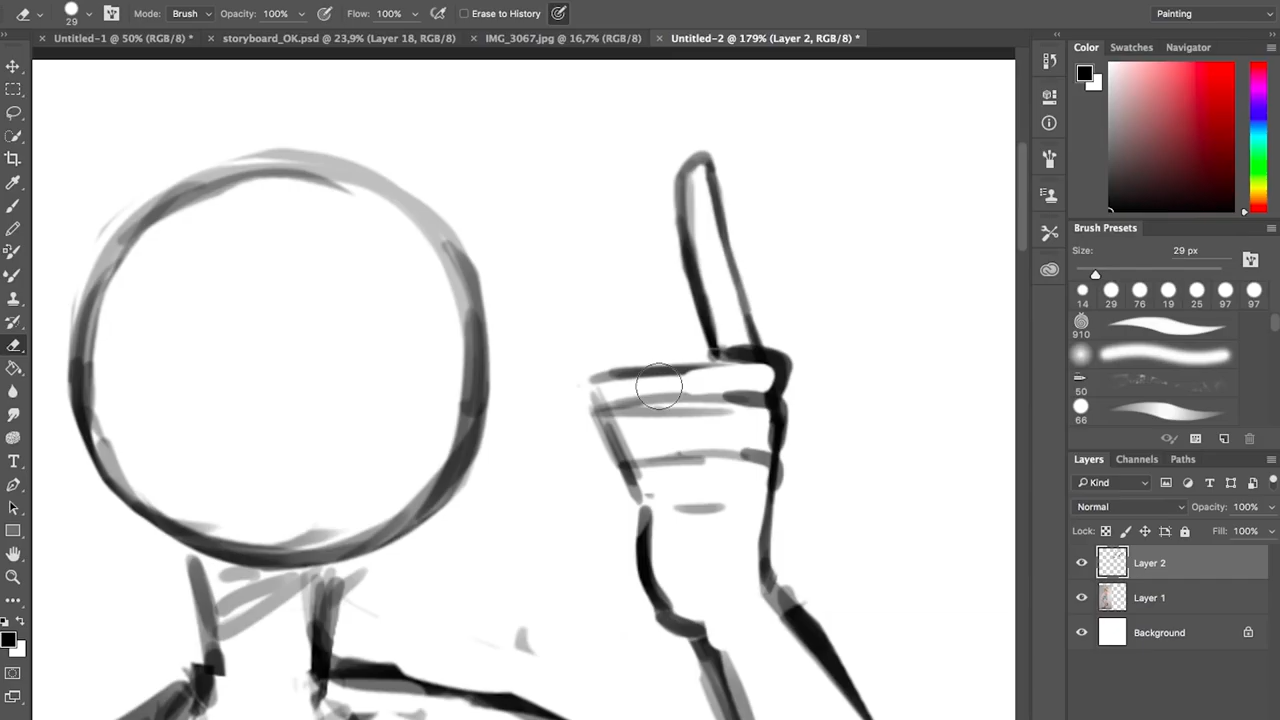 29 Mode: Brush Opacity: 100% Flow: 100% Erase to History Painting
Untitled-1 @ 50% (RGB/8) * storyboard_OK.psd @ 23,9% (Layer 18, RGB/8) IMG_3067.jpg @ 16,7% (RGB/8) Untitled-2 @ 179% (Layer 2, RGB/8) *
Color Swatches Navigator
Brush Presets
Size: 29 px
14 29 76 19 25 97 97
910
50
66
Layers Channels Paths
Kind
Normal Opacity: 100%
Lock: Fill: 100%
Layer 2
Layer 1
Background